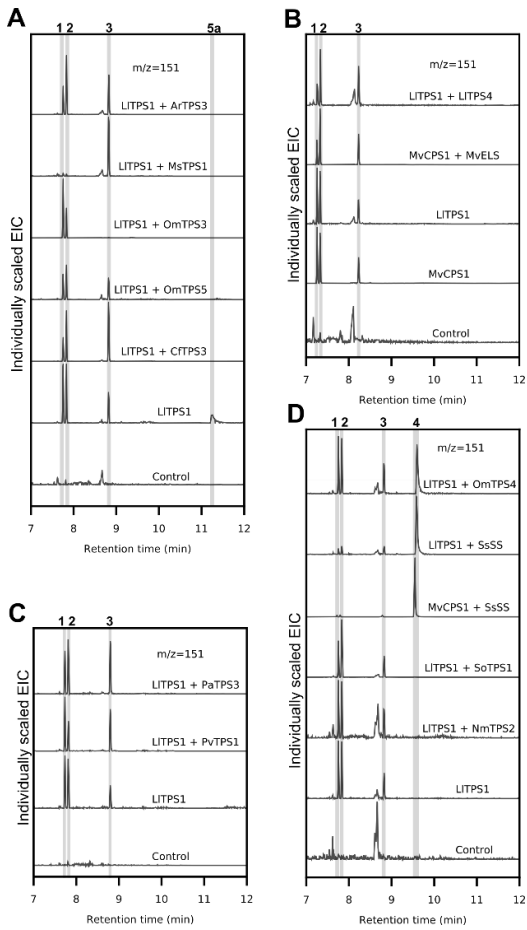 A
1 2 3 5a
m/z=151
LlTPS1 + ArTPS3
LlTPS1 + MsTPS1
LlTPS1 + OmTPS3
LlTPS1 + OmTPS5
LlTPS1 + CfTPS3
LlTPS1
Control
Individually scaled EIC
7 8 9 10 11 12
Retention time (min)
B
1 2 3
m/z=151
LlTPS1 + LlTPS4
MvCPS1 + MvELS
LlTPS1
MvCPS1
Control
Individually scaled EIC
7 8 9 10 11 12
Retention time (min)
C
1 2 3
m/z=151
LlTPS1 + PaTPS3
LlTPS1 + PvTPS1
LlTPS1
Control
Individually scaled EIC
7 8 9 10 11 12
Retention time (min)
D
1 2 3 4
m/z=151
LlTPS1 + OmTPS4
LlTPS1 + SsSS
MvCPS1 + SsSS
LlTPS1 + SoTPS1
LlTPS1 + NmTPS2
LlTPS1
Control
Individually scaled EIC
7 8 9 10 11 12
Retention time (min)